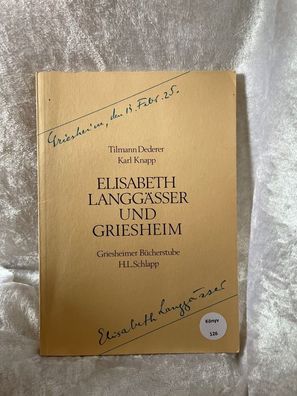 Griesheim, den 13. Febr. 25.
Tilmann Dederer
Karl Knapp
ELISABETH
LANGGÄSSER
UND
GRIESHEIM
Griesheimer Bücherstube
H.L.Schlapp
Elisabeth Langgässer
Könyv
126